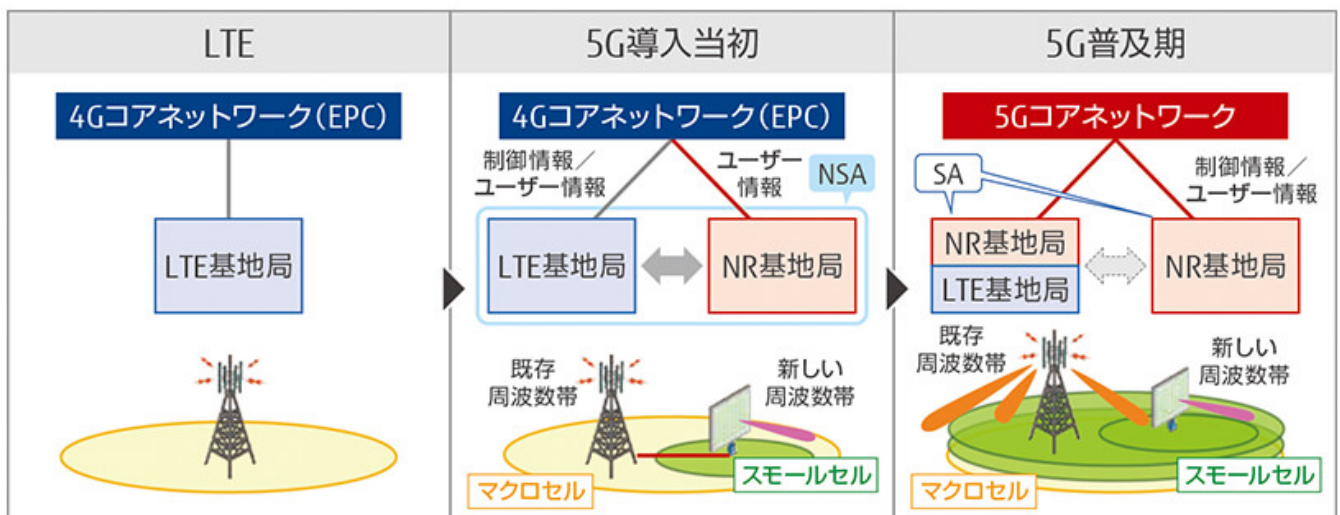 LTE
4Gコアネットワーク(EPC)
LTE基地局
5G導入当初
4Gコアネットワーク(EPC)
制御情報／
ユーザー情報
ユーザー
情報
NSA
LTE基地局
NR基地局
既存
周波数帯
新しい
周波数帯
マクロセル
スモールセル
5G普及期
5Gコアネットワーク
SA
制御情報／
ユーザー情報
NR基地局
LTE基地局
NR基地局
既存
周波数帯
新しい
周波数帯
マクロセル
スモールセル